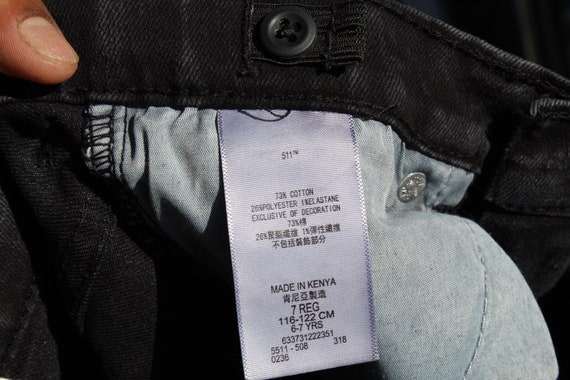 511™
73% COTTON
26%POLYESTER 1%ELASTANE
EXCLUSIVE OF DECORATION
73%棉
26%聚酯纖維 1%彈性纖維
不包括裝飾部分
MADE IN KENYA
肯尼亞製造
7 REG
116-122 CM
6-7 YRS
633731222351
5511-508 318
0236